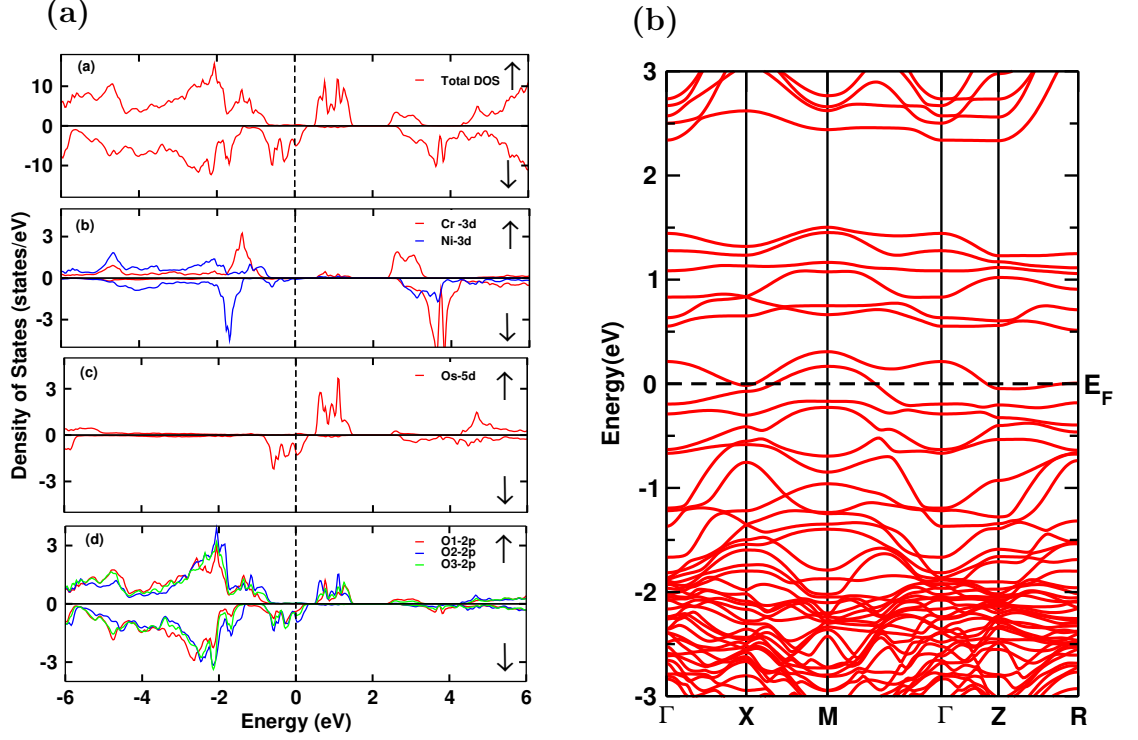 (a)
(a)
Total DOS
↑
10
0
-10
↓
(b)
Cr -3d
Ni-3d
↑
3
0
-3
↓
Density of States (states/eV)
(c)
Os-5d
↑
3
0
-3
↓
(d)
O1-2p
O2-2p
O3-2p
↑
3
0
-3
↓
-6 -4 -2 0 2 4 6
Energy (eV)
(b)
3
2
1
0
-1
-2
-3
Energy(eV)
E_F
Γ X M Γ Z R